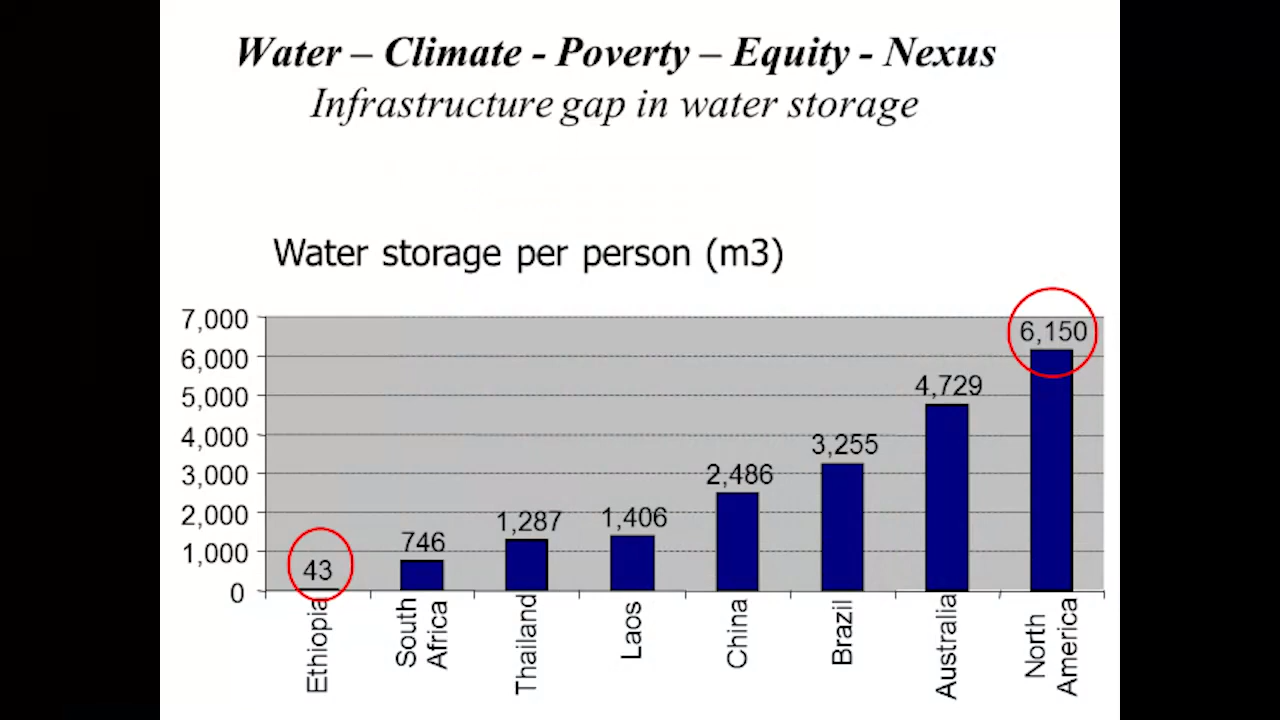 Water – Climate - Poverty – Equity - Nexus
Infrastructure gap in water storage
Water storage per person (m3)
7,000
6,000
5,000
4,000
3,000
2,000
1,000
0
43
746
1,287
1,406
2,486
3,255
4,729
6,150
Ethiopia
South
Africa
Thailand
Laos
China
Brazil
Australia
North
America